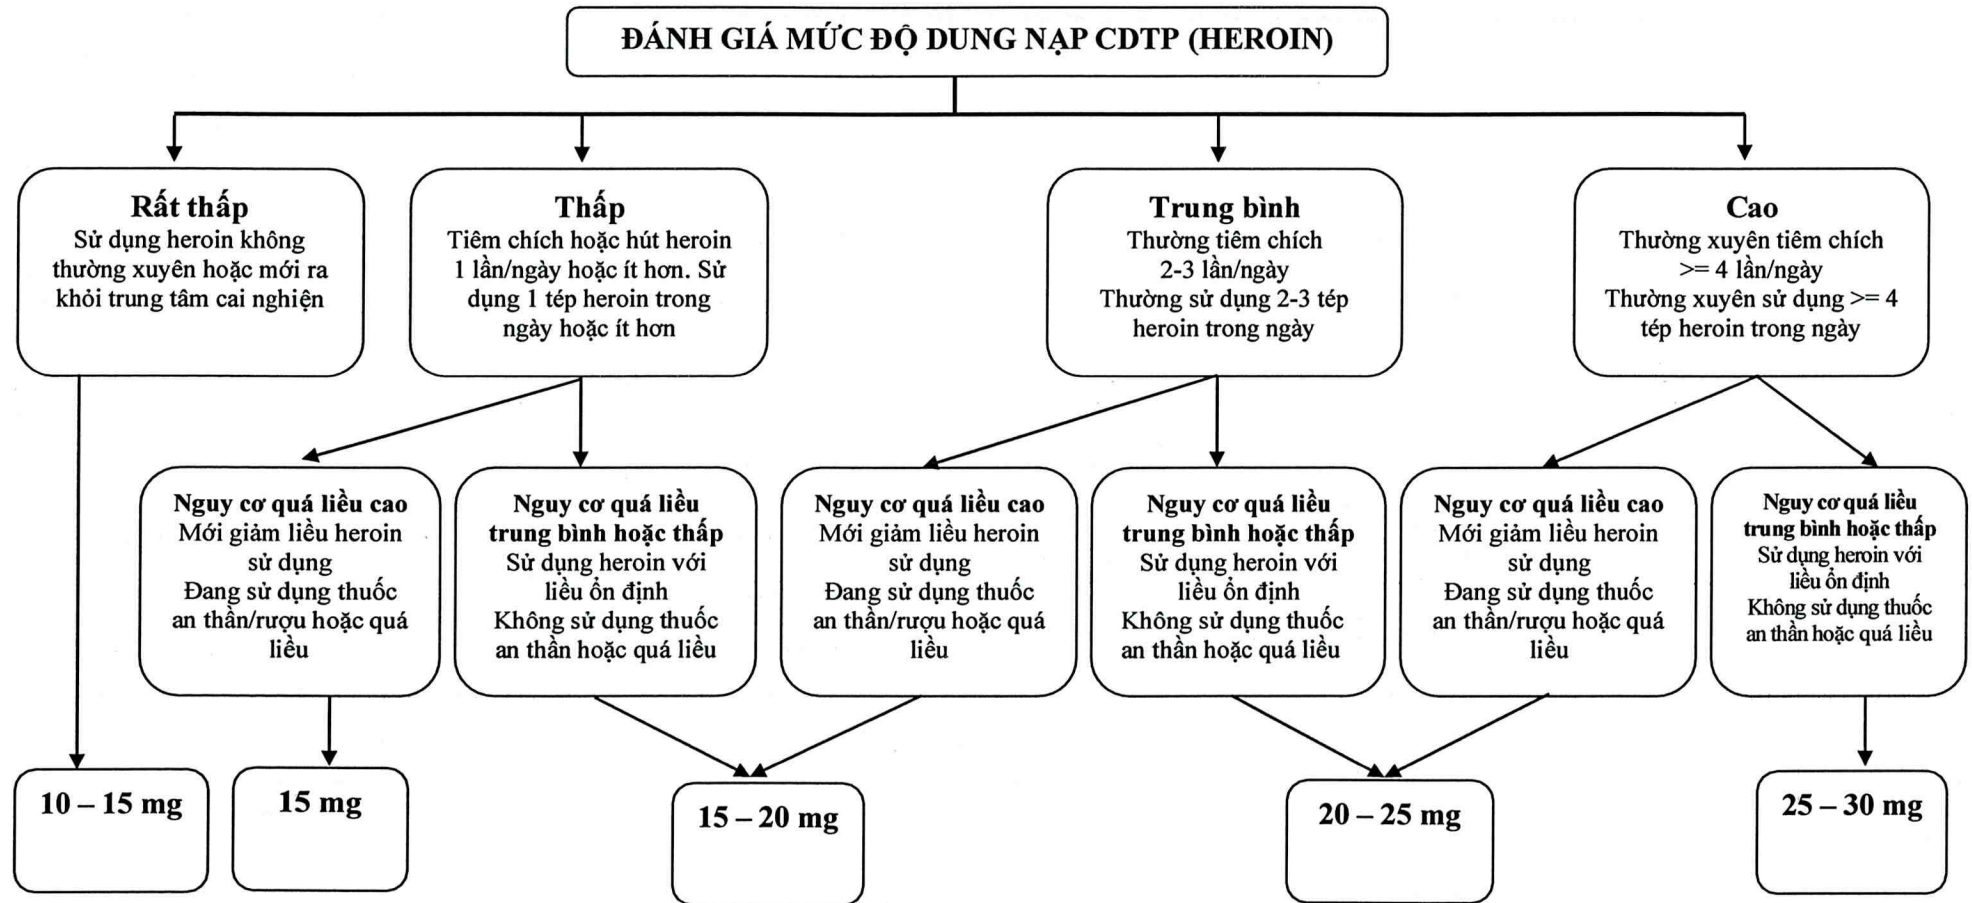 ĐÁNH GIÁ MỨC ĐỘ DUNG NẠP CDTP (HEROIN)
Rất thấp
Sử dụng heroin không
thường xuyên hoặc mới ra
khỏi trung tâm cai nghiện
Thấp
Tiêm chích hoặc hút heroin
1 lần/ngày hoặc ít hơn. Sử
dụng 1 tép heroin trong
ngày hoặc ít hơn
Trung bình
Thường tiêm chích
2-3 lần/ngày
Thường sử dụng 2-3 tép
heroin trong ngày
Cao
Thường xuyên tiêm chích
>= 4 lần/ngày
Thường xuyên sử dụng >= 4
tép heroin trong ngày
Nguy cơ quá liều cao
Mới giảm liều heroin
sử dụng
Đang sử dụng thuốc
an thần/rượu hoặc quá
liều
Nguy cơ quá liều
trung bình hoặc thấp
Sử dụng heroin với
liều ổn định
Không sử dụng thuốc
an thần hoặc quá liều
Nguy cơ quá liều cao
Mới giảm liều heroin
sử dụng
Đang sử dụng thuốc
an thần/rượu hoặc quá
liều
Nguy cơ quá liều
trung bình hoặc thấp
Sử dụng heroin với
liều ổn định
Không sử dụng thuốc
an thần hoặc quá liều
Nguy cơ quá liều cao
Mới giảm liều heroin
sử dụng
Đang sử dụng thuốc
an thần/rượu hoặc quá
liều
Nguy cơ quá liều
trung bình hoặc thấp
Sử dụng heroin với
liều ổn định
Không sử dụng thuốc
an thần hoặc quá liều
10 – 15 mg
15 mg
15 – 20 mg
20 – 25 mg
25 – 30 mg